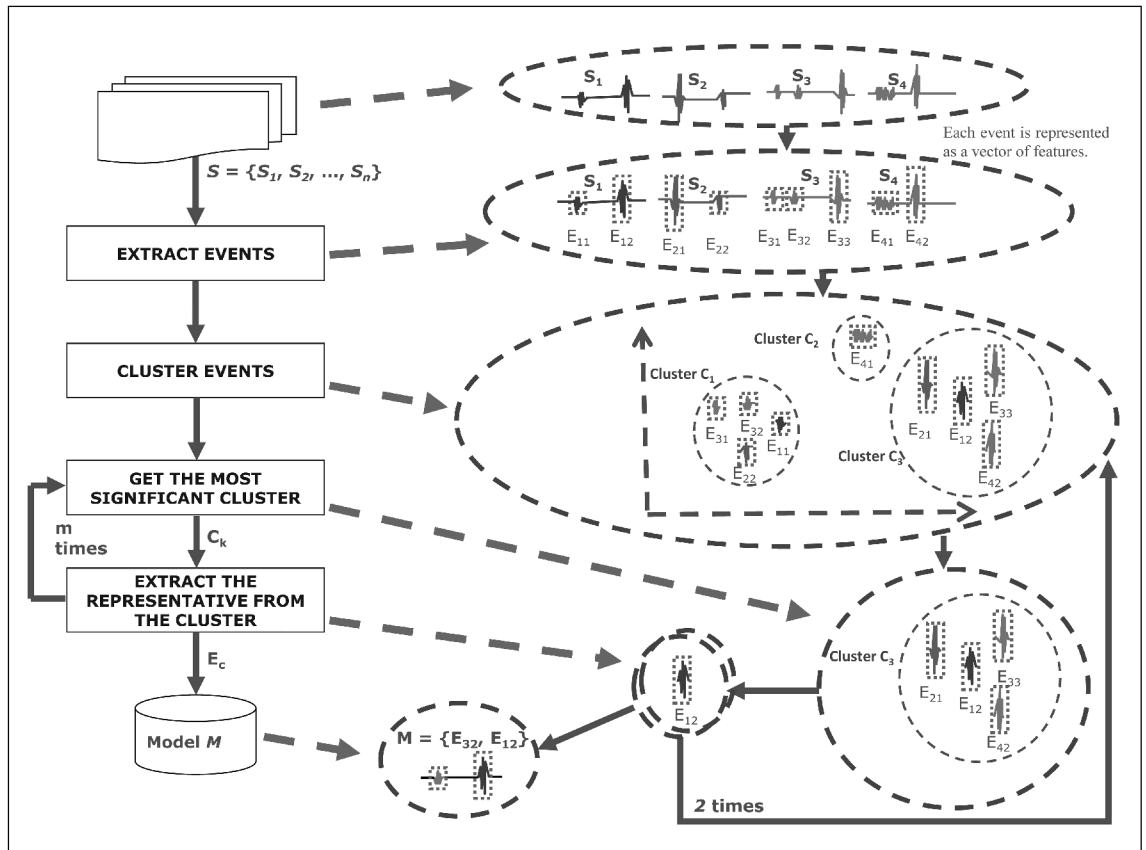 S₁ S₂ S₃ S₄
Each event is represented
as a vector of features.
S = {S₁, S₂, ..., Sₙ}
S₁ S₂ S₃ S₄
E₁₁ E₁₂ E₂₁ E₂₂ E₃₁ E₃₂ E₃₃ E₄₁ E₄₂
EXTRACT EVENTS
CLUSTER EVENTS
Cluster C₂
E₄₁
Cluster C₁
E₃₁ E₃₂ E₁₁
E₂₂
E₂₁ E₁₂ E₃₃
Cluster C₃
E₄₂
GET THE MOST
SIGNIFICANT CLUSTER
m
times
Cₖ
EXTRACT THE
REPRESENTATIVE FROM
THE CLUSTER
Cluster C₃
E₂₁ E₁₂ E₃₃
E₄₂
E꜀
E₁₂
Model M
M = {E₃₂, E₁₂}
2 times